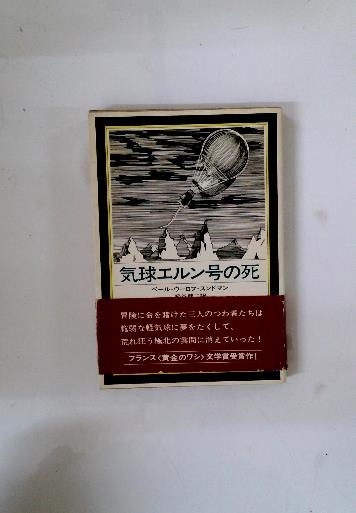 気球エルン号の死
ペール・ウーロフ・スンドマン
冒険に命を賭けた三人のつわ者たちは
脆弱な軽気球に夢をたくして、
荒れ狂う極北の雲間に消えていった!
フランス〈黄金のワシ〉文学賞受賞作!